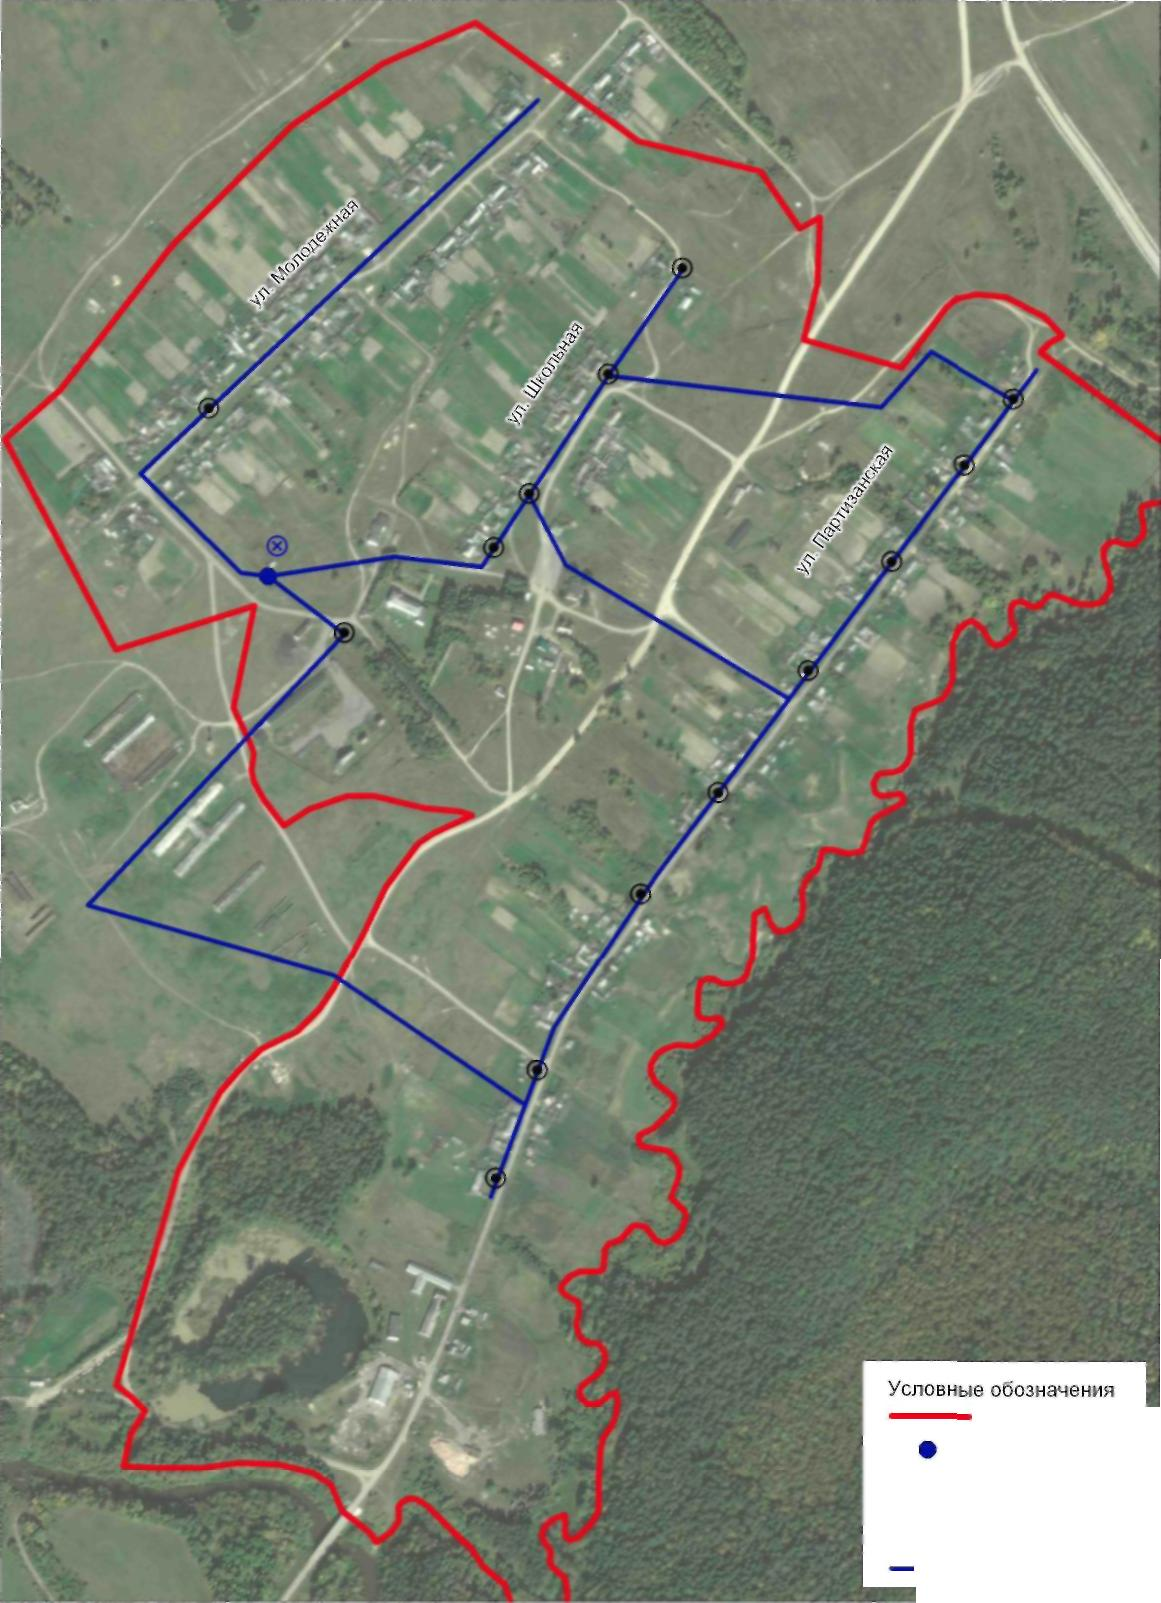 ул. Молодежная
ул. Школьная
ул. Партизанская
Условные обозначения